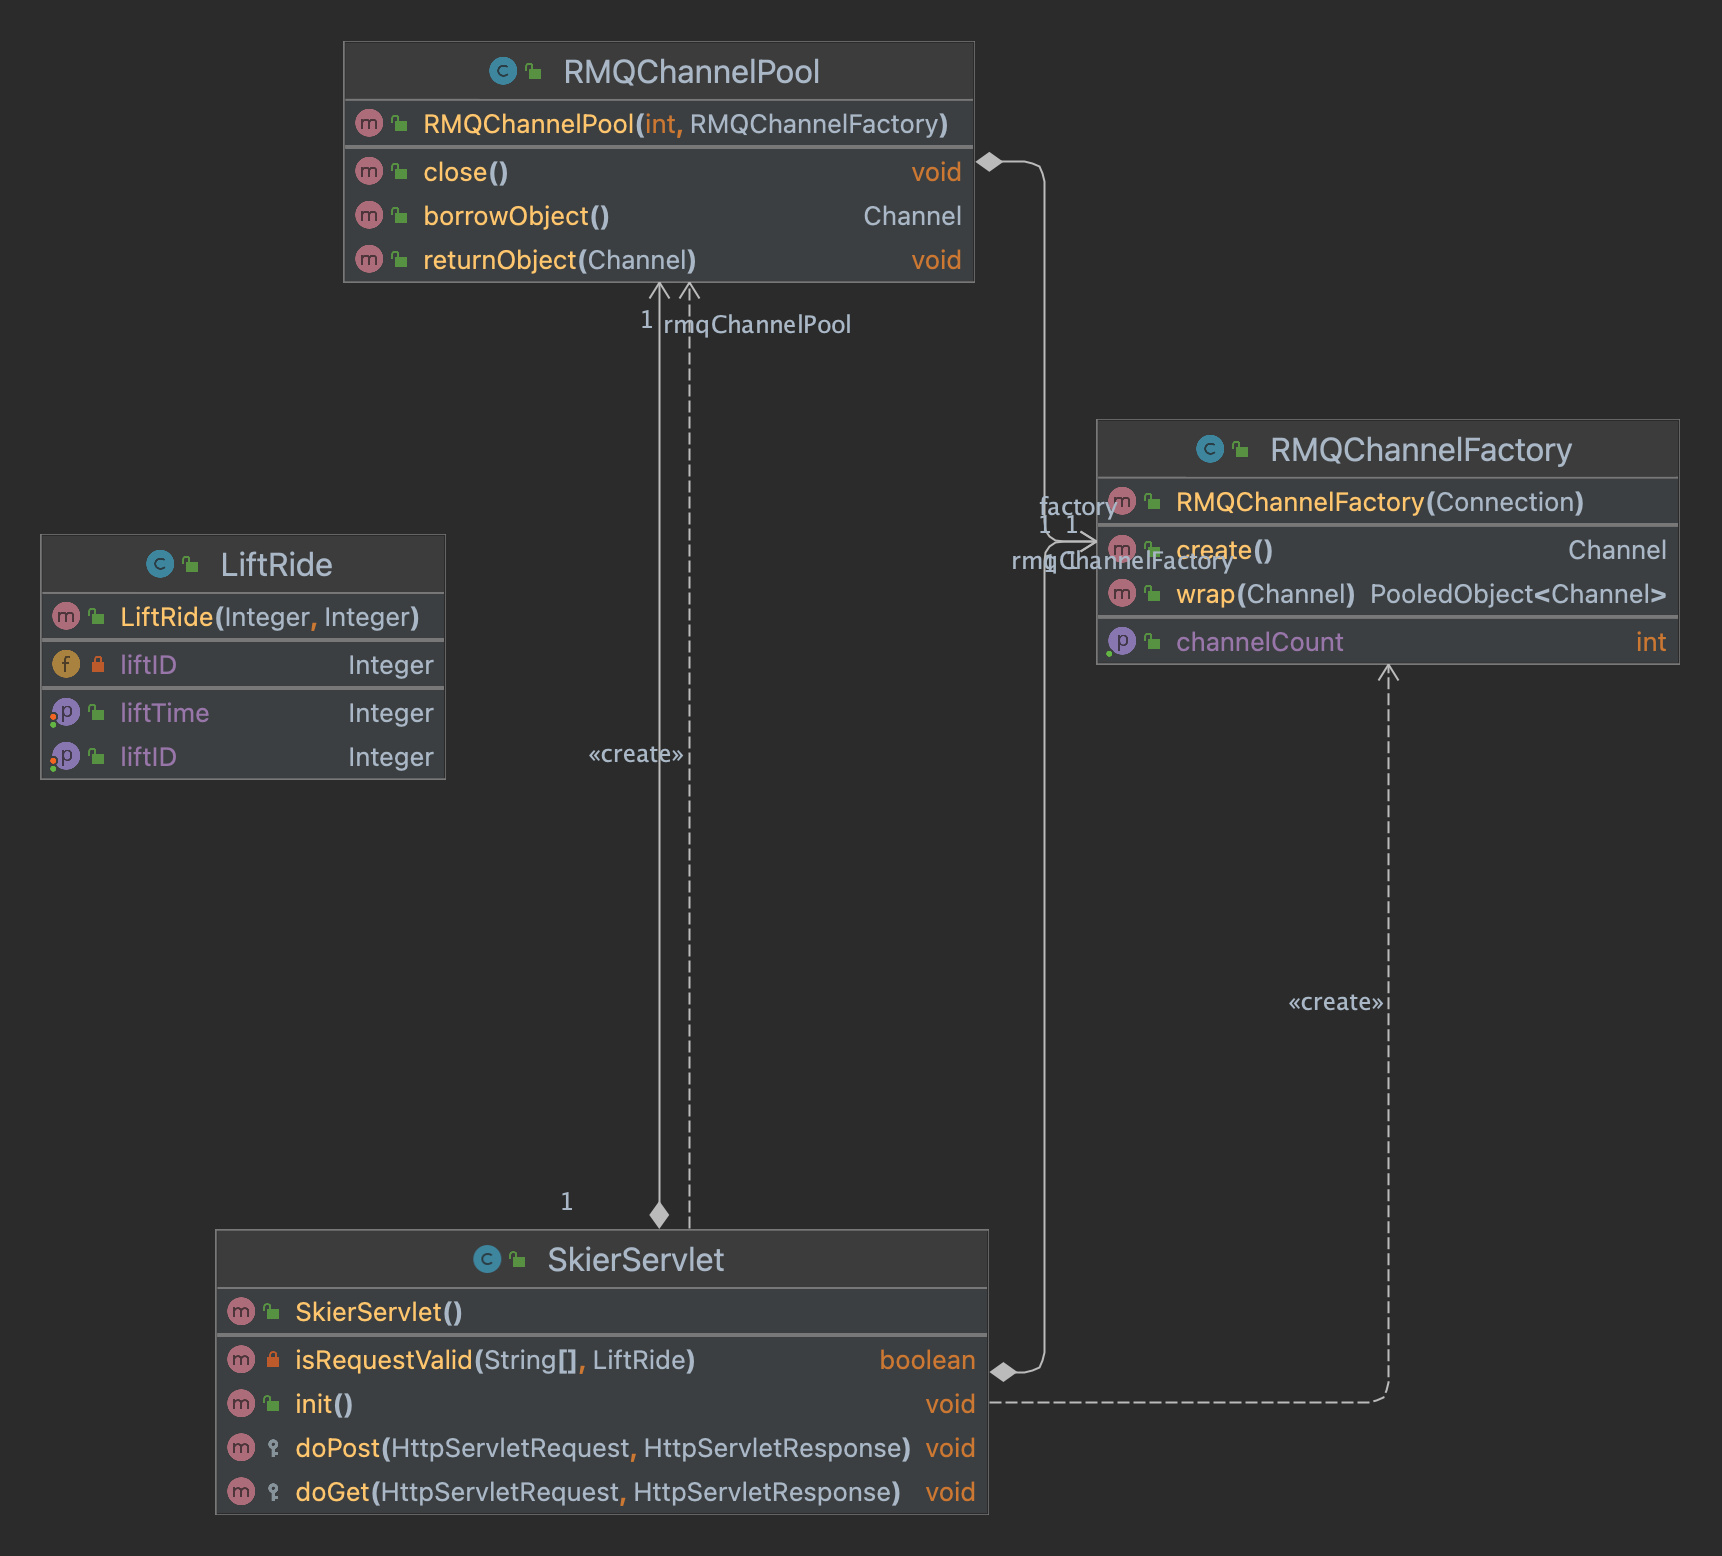 RMQChannelPool
RMQChannelPool(int, RMQChannelFactory)
close() void
borrowObject() Channel
returnObject(Channel) void
1 rmqChannelPool
RMQChannelFactory
RMQChannelFactory(Connection)
factory
1 1
create() Channel
rmqChannelFactory
1 1
wrap(Channel) PooledObject<Channel>
channelCount int
LiftRide
LiftRide(Integer, Integer)
liftID Integer
liftTime Integer
liftID Integer
«create»
«create»
1
SkierServlet
SkierServlet()
isRequestValid(String[], LiftRide) boolean
init() void
doPost(HttpServletRequest, HttpServletResponse) void
doGet(HttpServletRequest, HttpServletResponse) void